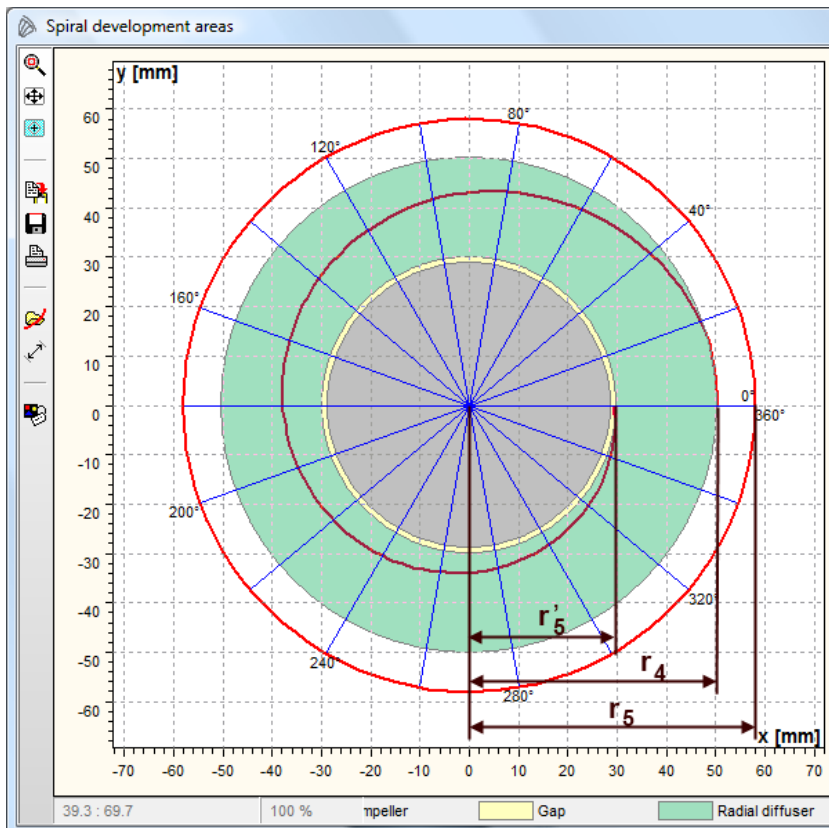 Spiral development areas
y [mm]
60
50
40
30
20
10
0
-10
-20
-30
-40
-50
-60
80°
120°
40°
160°
0°
360°
200°
320°
240°
280°
r'5
r4
r5
x [mm]
-70 -60 -50 -40 -30 -20 -10 0 10 20 30 40 50 60 70
39.3 : 69.7 100 % mpeller Gap Radial diffuser